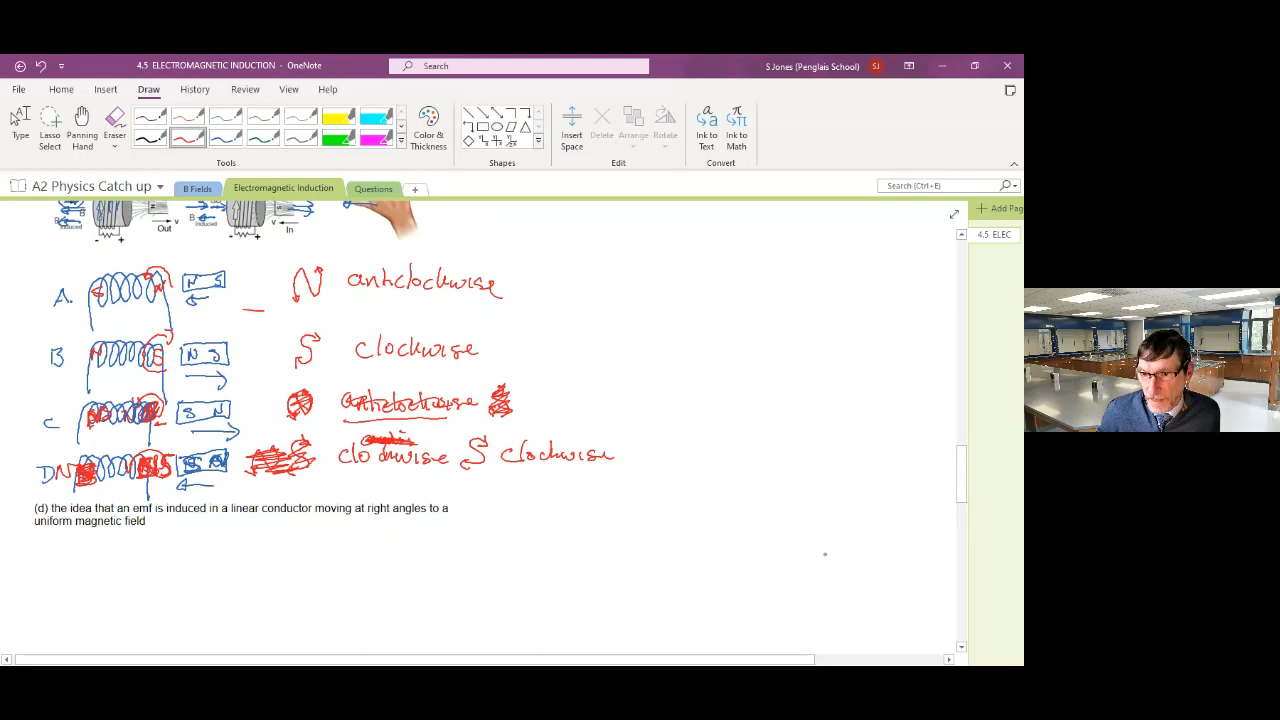 4.5 ELECTROMAGNETIC INDUCTION - OneNote
Search
S Jones (Penglais School)
SJ
File Home Insert Draw History Review View Help
Type
Lasso Select
Panning Hand
Eraser
Color & Thickness
Insert Space
Delete
Arrange
Rotate
Ink to Text
Ink to Math
Tools
Shapes
Edit
Convert
A2 Physics Catch up
B Fields
Electromagnetic Induction
Questions
+
Search (Ctrl+E)
Add Pag
4.5 ELEC
B Induced - + Out v
B Induced - + In v
A. N N S N anticlockwise
B N S N S S clockwise
C S N
D N S clockwise S clockwise
(d) the idea that an emf is induced in a linear conductor moving at right angles to a
uniform magnetic field